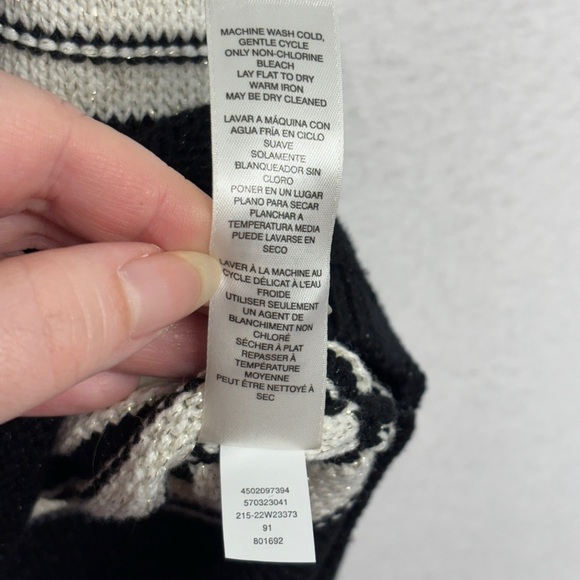 MACHINE WASH COLD,
GENTLE CYCLE
ONLY NON-CHLORINE
BLEACH
LAY FLAT TO DRY
WARM IRON
MAY BE DRY CLEANED
LAVAR A MÁQUINA CON
AGUA FRÍA EN CICLO
SUAVE
SOLAMENTE
BLANQUEADOR SIN
CLORO
PONER EN UN LUGAR
PLANO PARA SECAR
PLANCHAR A
TEMPERATURA MEDIA
PUEDE LAVARSE EN
SECO
LAVER À LA MACHINE AU
CYCLE DÉLICAT À L'EAU
FROIDE
UTILISER SEULEMENT
UN AGENT DE
BLANCHIMENT NON
CHLORÉ
SÉCHER À PLAT
REPASSER À
TEMPÉRATURE
MOYENNE
PEUT ÊTRE NETTOYÉ À
SEC
4502097394
570323041
215-22W23373
91
801692